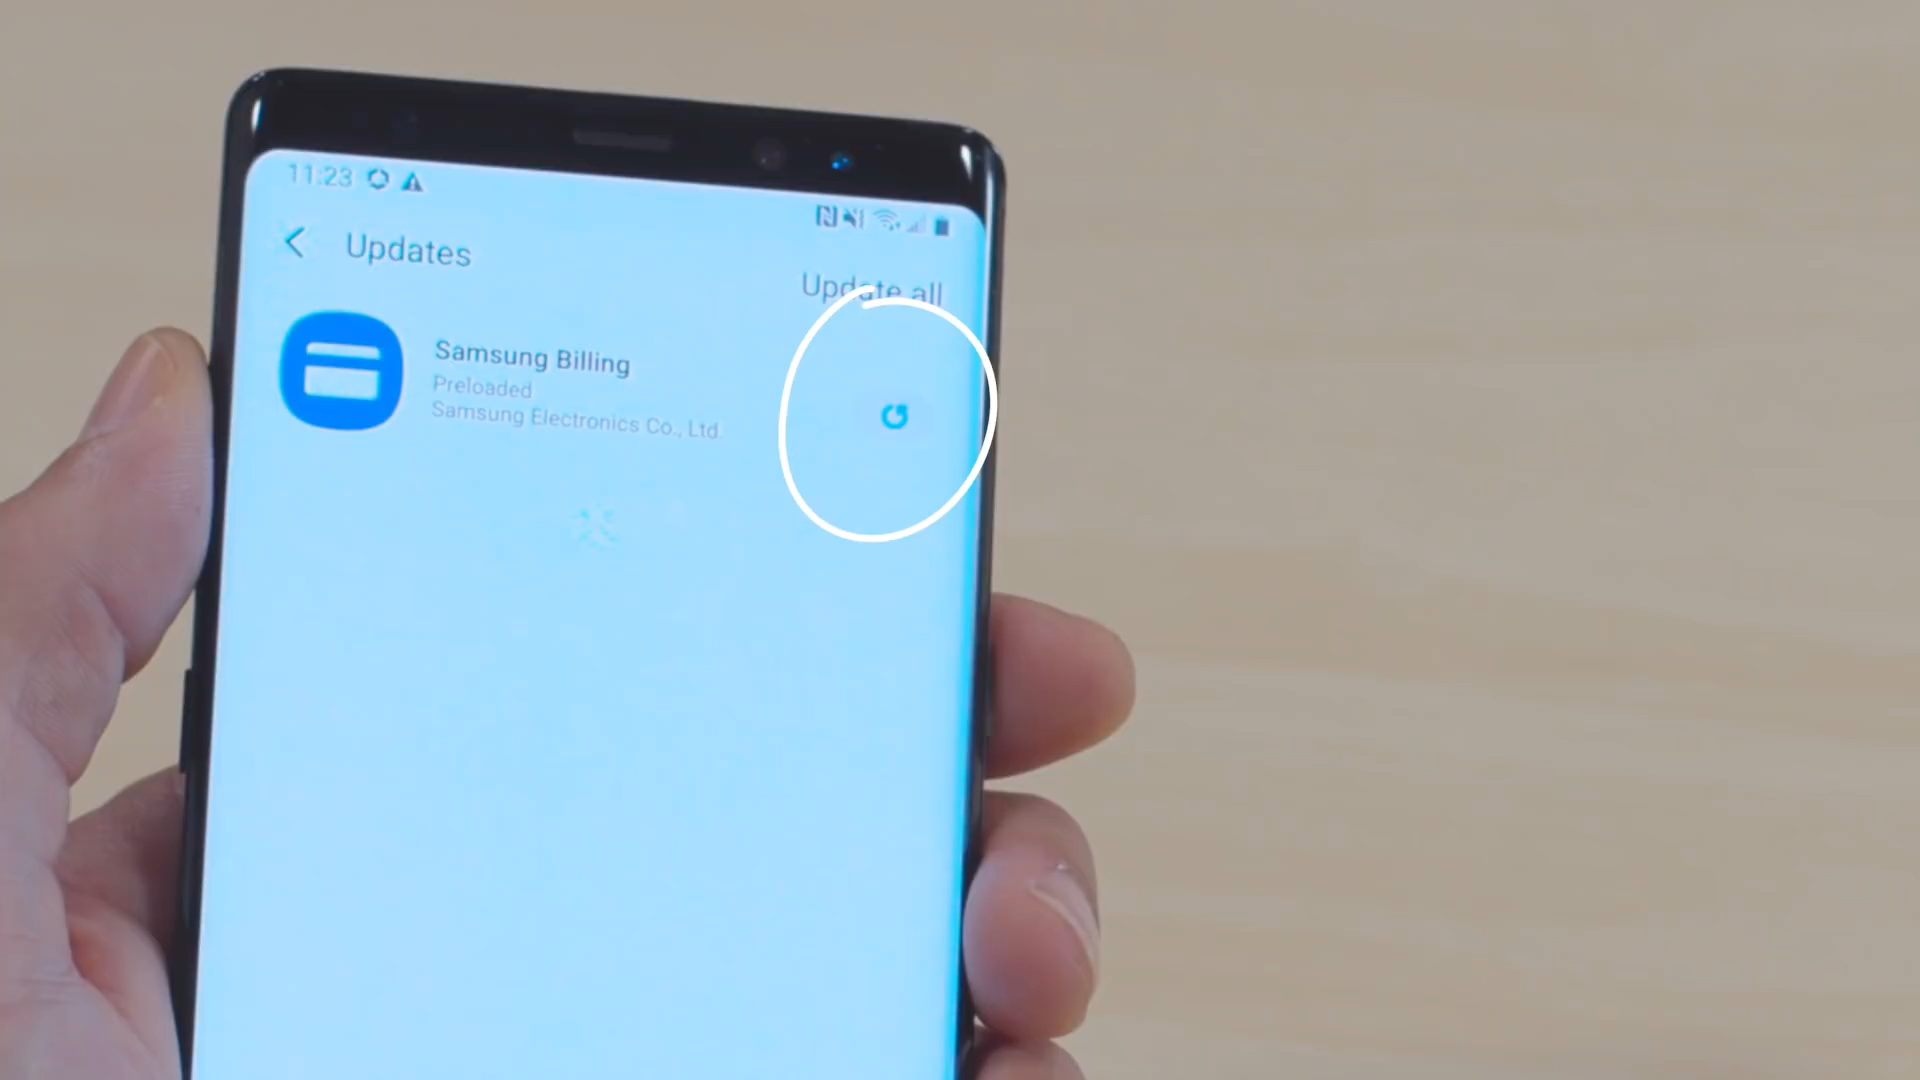 11:23
Updates
Update all
Samsung Billing
Preloaded
Samsung Electronics Co., Ltd.